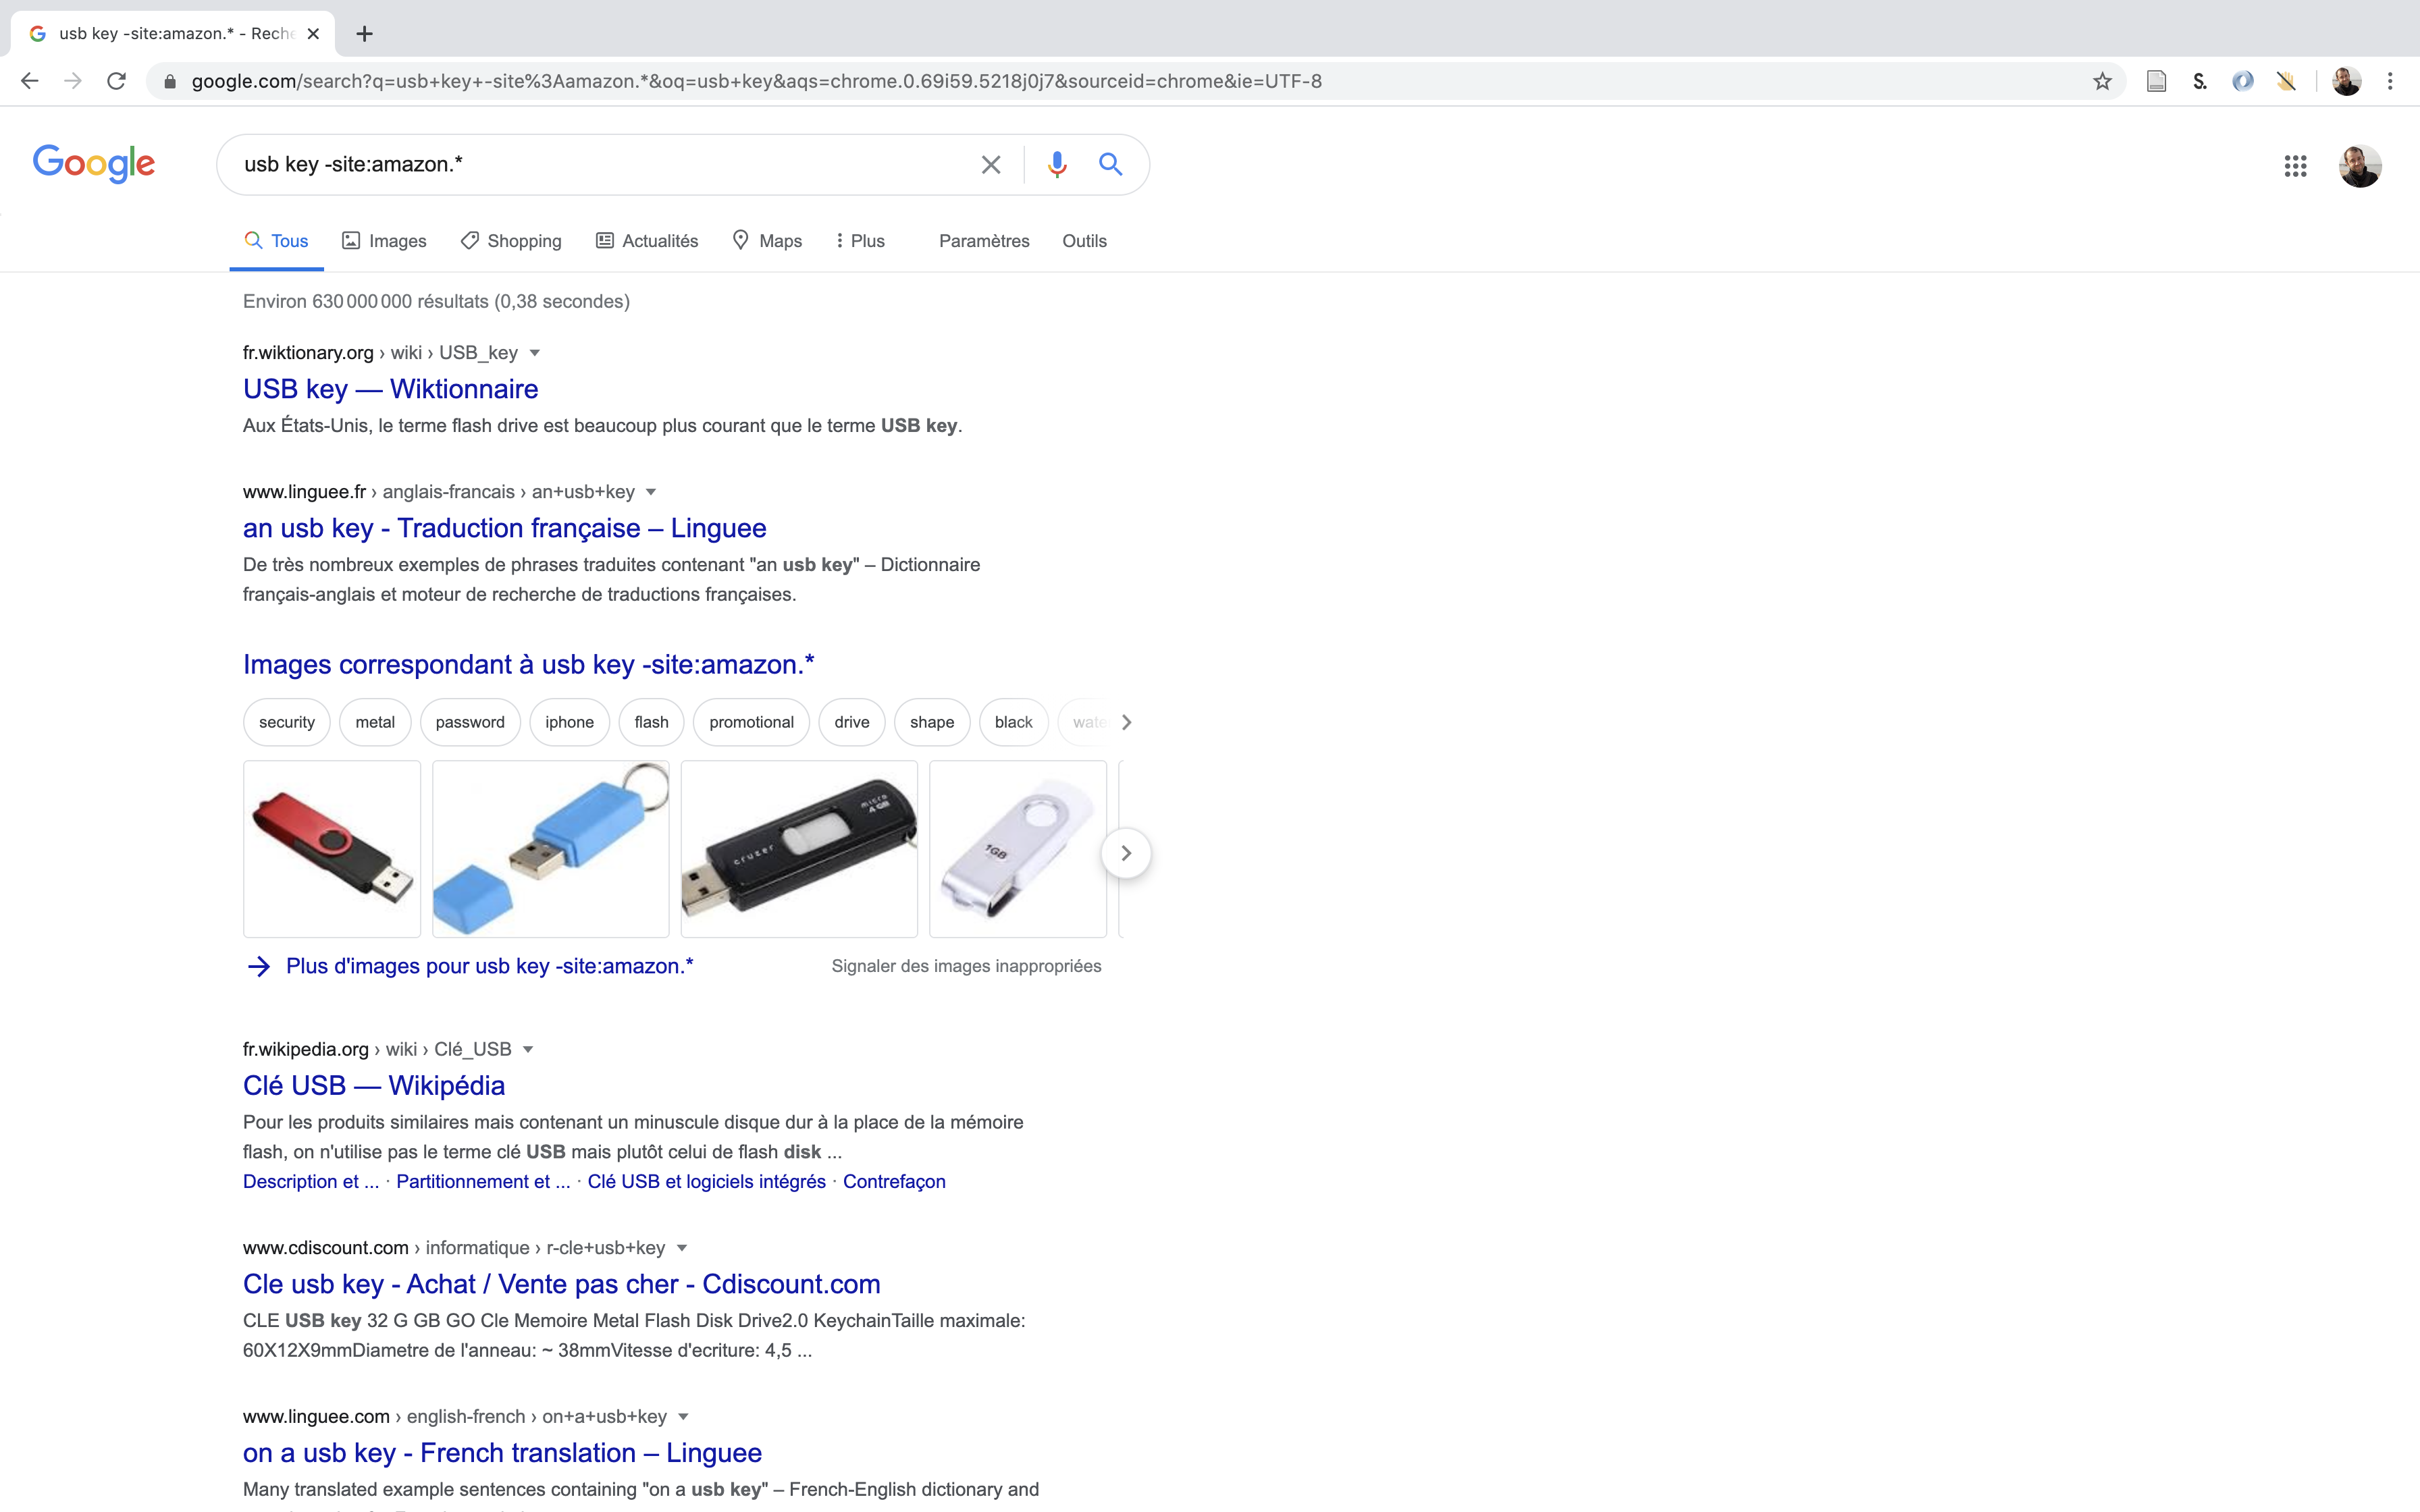 usb key -site:amazon.* - Reche
google.com/search?q=usb+key+-site%3Aamazon.*&oq=usb+key&aqs=chrome.0.69i59.5218j0j7&sourceid=chrome&ie=UTF-8
S.
Google
usb key -site:amazon.*
Tous Images Shopping Actualités Maps Plus Paramètres Outils
Environ 630 000 000 résultats (0,38 secondes)
fr.wiktionary.org › wiki › USB_key
USB key — Wiktionnaire
Aux États-Unis, le terme flash drive est beaucoup plus courant que le terme USB key.
www.linguee.fr › anglais-francais › an+usb+key
an usb key - Traduction française – Linguee
De très nombreux exemples de phrases traduites contenant "an usb key" – Dictionnaire
français-anglais et moteur de recherche de traductions françaises.
Images correspondant à usb key -site:amazon.*
security metal password iphone flash promotional drive shape black wate
cruzer micro 4 GB
1GB
Plus d'images pour usb key -site:amazon.* Signaler des images inappropriées
fr.wikipedia.org › wiki › Clé_USB
Clé USB — Wikipédia
Pour les produits similaires mais contenant un minuscule disque dur à la place de la mémoire
flash, on n'utilise pas le terme clé USB mais plutôt celui de flash disk ...
Description et ... · Partitionnement et ... · Clé USB et logiciels intégrés · Contrefaçon
www.cdiscount.com › informatique › r-cle+usb+key
Cle usb key - Achat / Vente pas cher - Cdiscount.com
CLE USB key 32 G GB GO Cle Memoire Metal Flash Disk Drive2.0 KeychainTaille maximale:
60X12X9mmDiametre de l'anneau: ~ 38mmVitesse d'ecriture: 4,5 ...
www.linguee.com › english-french › on+a+usb+key
on a usb key - French translation – Linguee
Many translated example sentences containing "on a usb key" – French-English dictionary and